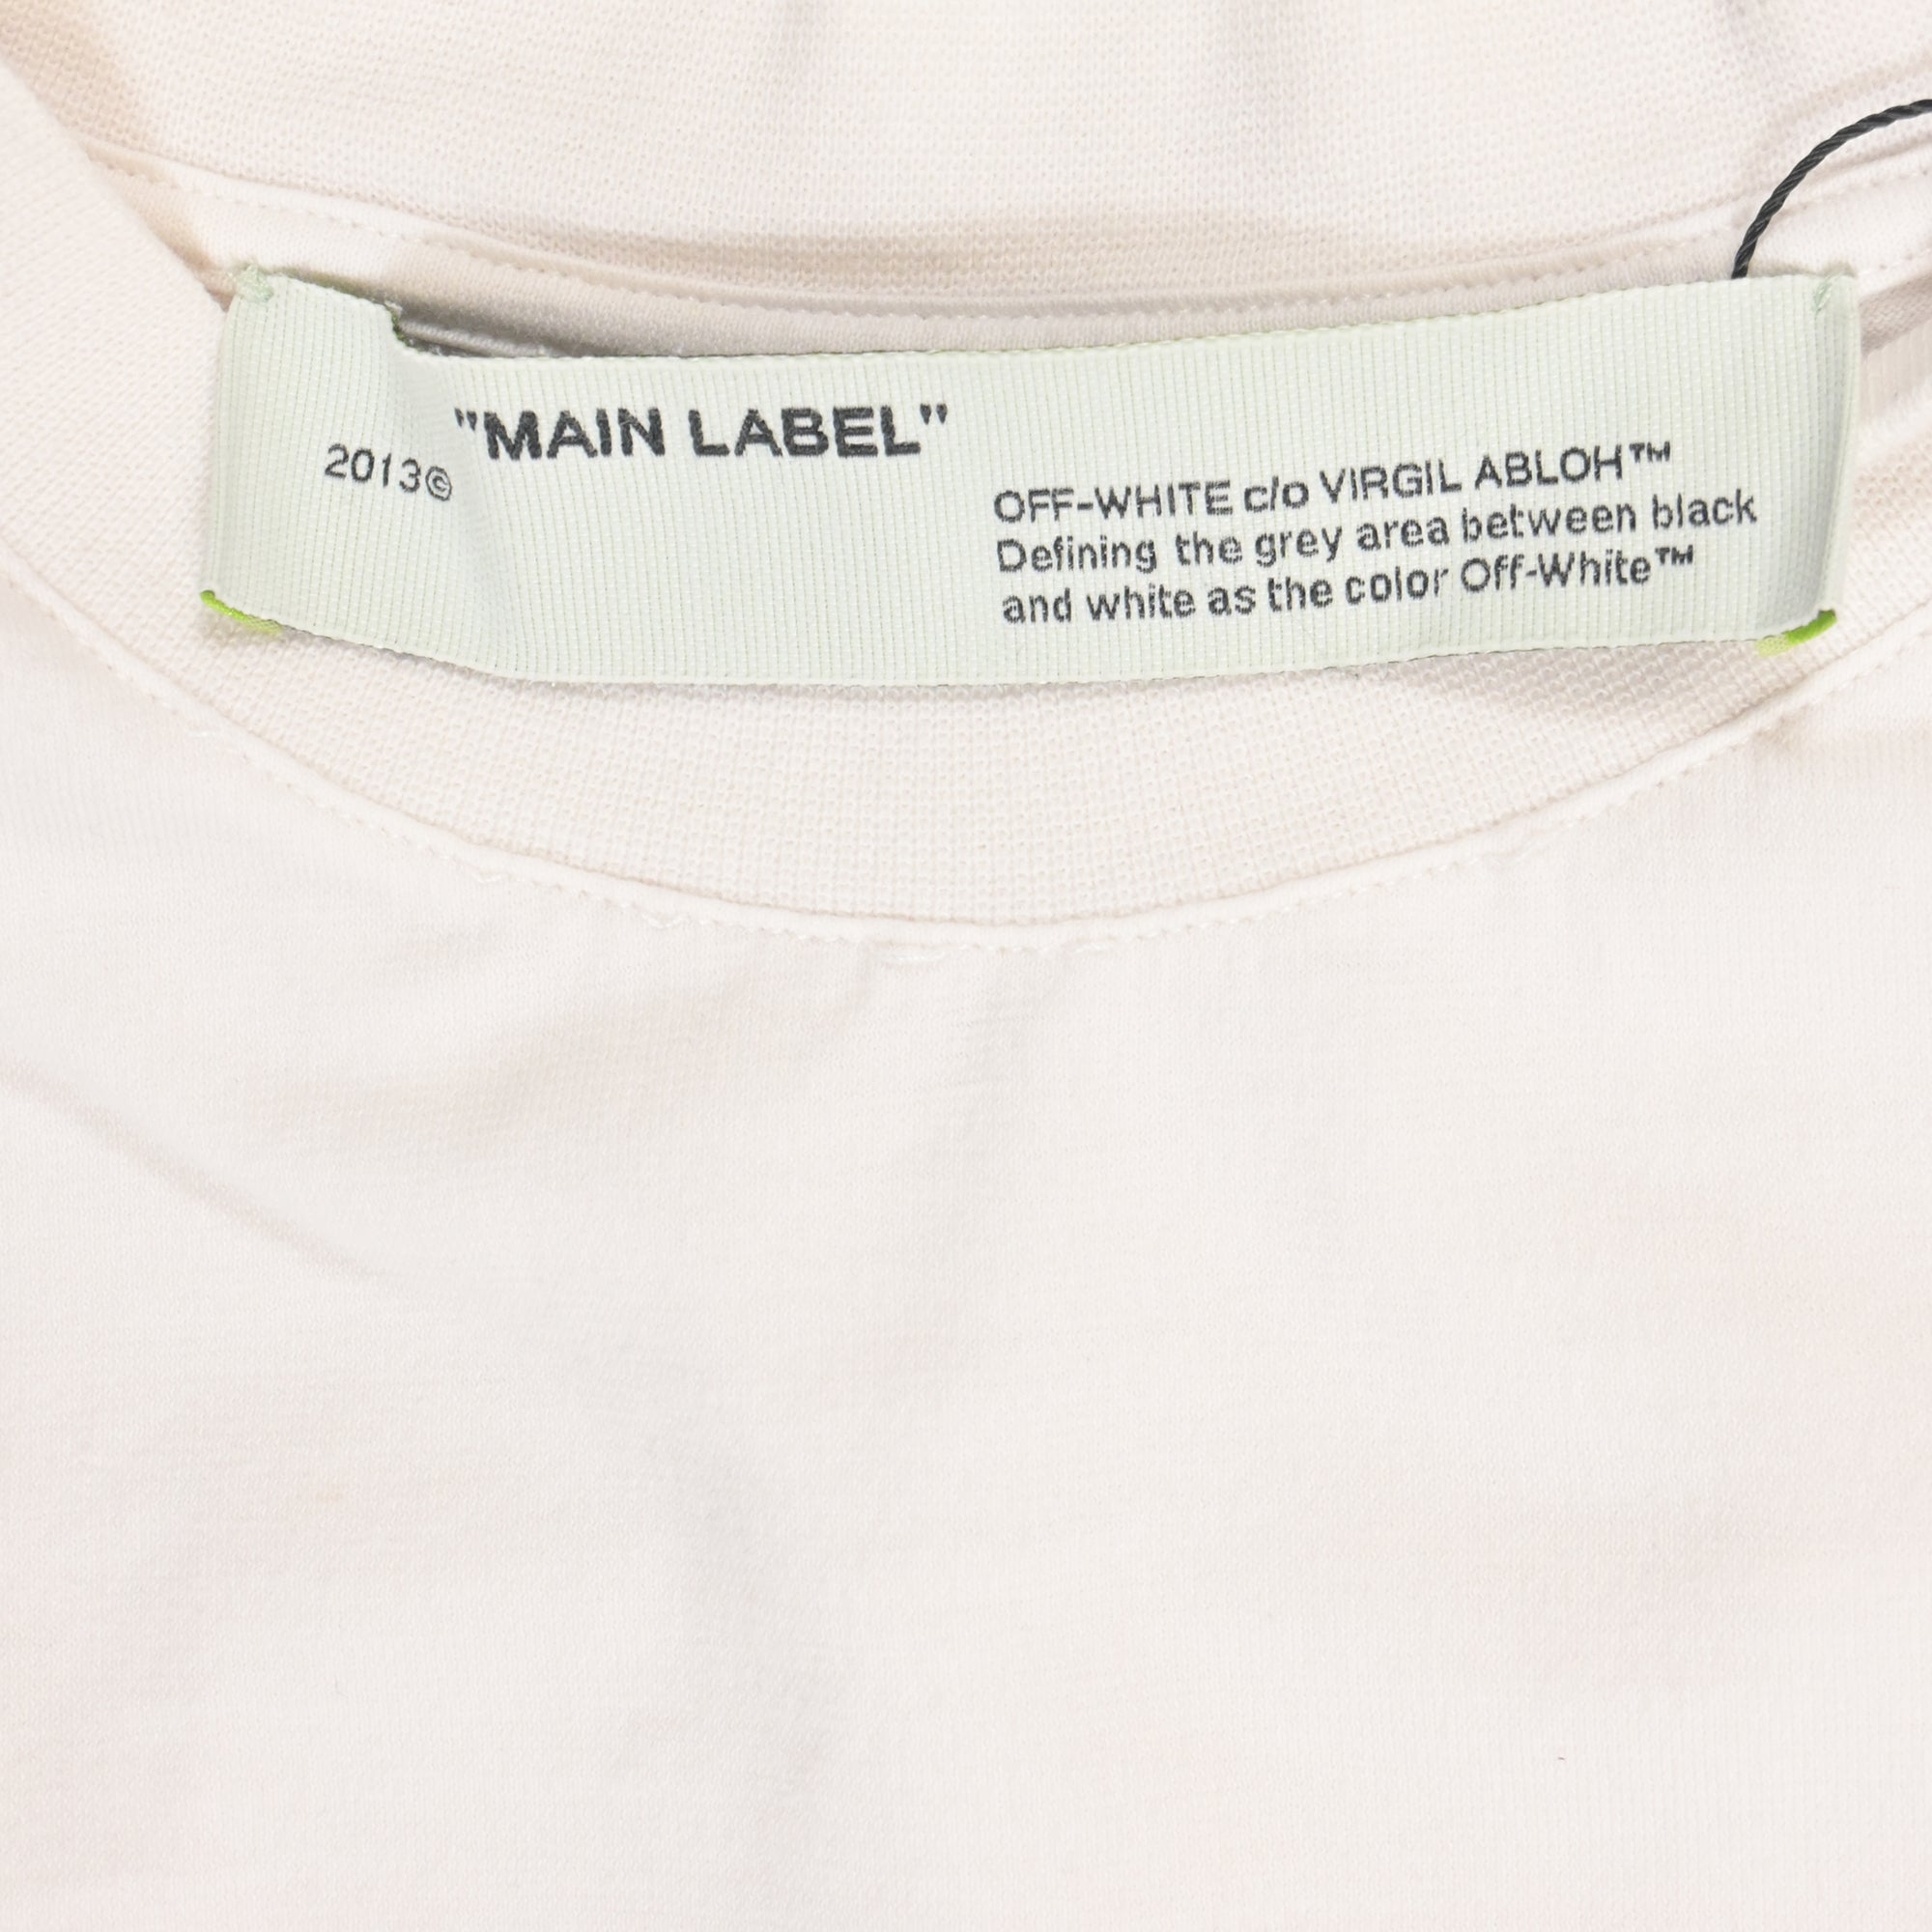 "MAIN LABEL"
2013©
OFF-WHITE c/o VIRGIL ABLOH™
Defining the grey area between black
and white as the color Off-White™